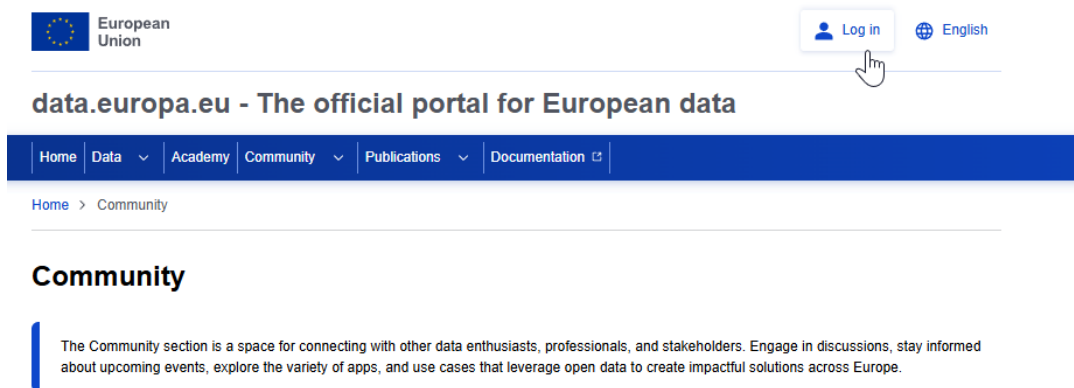 European
Union
Log in
English
data.europa.eu - The official portal for European data
Home Data Academy Community Publications Documentation
Home > Community
Community
The Community section is a space for connecting with other data enthusiasts, professionals, and stakeholders. Engage in discussions, stay informed
about upcoming events, explore the variety of apps, and use cases that leverage open data to create impactful solutions across Europe.